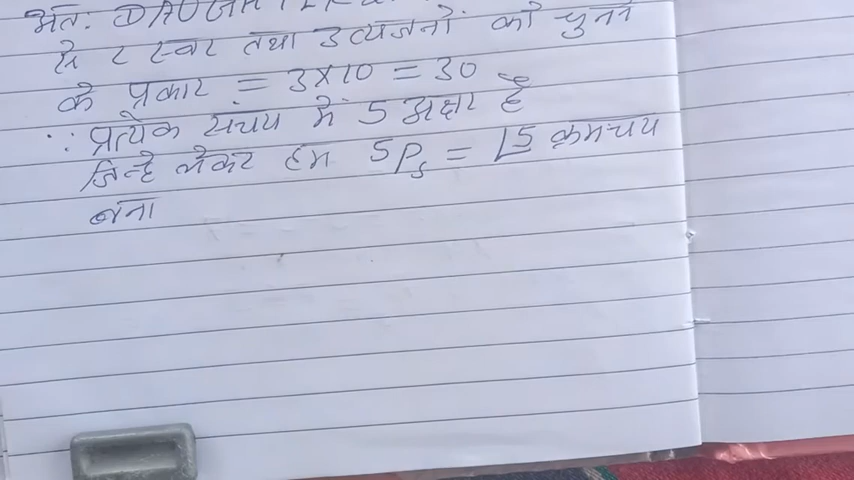 अतः DAUGHTER
से 2 स्वर तथा 3 व्यंजनों को चुनने
के प्रकार = 3×10 = 30
∵ प्रत्येक संचय में 5 अक्षर है
जिन्हे लेकर हम 5P₅ = |5 क्रमचय
बना